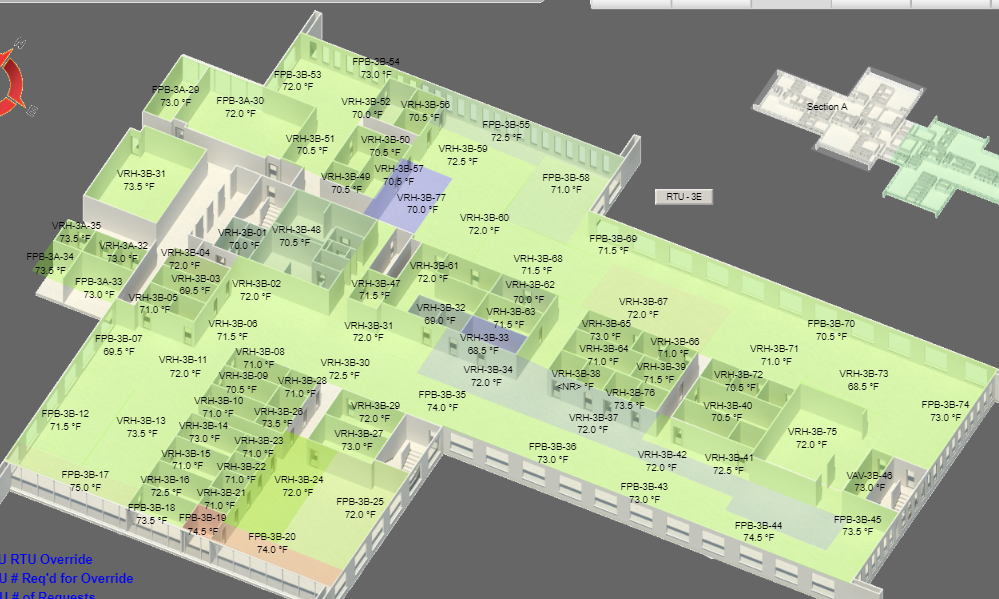 N
FPB-3B-54
73.0 °F
FPB-3B-53
72.0 °F
FPB-3A-29
73.0 °F
FPB-3A-30
72.0 °F
VRH-3B-52
70.0 °F
VRH-3B-56
70.5 °F
Section A
FPB-3B-55
72.5 °F
VRH-3B-51
70.5 °F
VRH-3B-50
70.5 °F
VRH-3B-59
72.5 °F
VRH-3B-31
73.5 °F
VRH-3B-49
70.5 °F
VRH-3B-57
70.5 °F
FPB-3B-58
71.0 °F
VRH-3B-77
70.0 °F
RTU - 3E
VRH-3A-35
73.5 °F
VRH-3B-01
70.0 °F
VRH-3B-48
70.5 °F
VRH-3B-60
72.0 °F
VRH-3A-32
73.0 °F
VRH-3B-04
72.0 °F
FPB-3B-69
71.5 °F
FPB-3A-34
73.5 °F
VRH-3B-61
72.0 °F
VRH-3B-68
71.5 °F
FPB-3A-33
73.0 °F
VRH-3B-03
69.5 °F
VRH-3B-02
72.0 °F
VRH-3B-47
71.5 °F
VRH-3B-62
70.0 °F
VRH-3B-05
71.0 °F
VRH-3B-32
69.0 °F
VRH-3B-63
71.5 °F
VRH-3B-67
72.0 °F
VRH-3B-06
71.5 °F
VRH-3B-31
72.0 °F
VRH-3B-65
73.0 °F
FPB-3B-70
70.5 °F
FPB-3B-07
69.5 °F
VRH-3B-33
68.5 °F
VRH-3B-64
71.0 °F
VRH-3B-66
71.0 °F
VRH-3B-71
71.0 °F
VRH-3B-11
72.0 °F
VRH-3B-08
71.0 °F
VRH-3B-30
72.5 °F
VRH-3B-34
72.0 °F
VRH-3B-38
<NR> °F
VRH-3B-39
71.5 °F
VRH-3B-72
70.5 °F
VRH-3B-73
68.5 °F
VRH-3B-09
70.5 °F
VRH-3B-28
71.0 °F
FPB-3B-35
74.0 °F
VRH-3B-76
73.5 °F
VRH-3B-10
71.0 °F
VRH-3B-29
72.0 °F
VRH-3B-40
70.5 °F
FPB-3B-74
73.0 °F
FPB-3B-12
71.5 °F
VRH-3B-13
73.5 °F
VRH-3B-26
73.5 °F
VRH-3B-37
72.0 °F
VRH-3B-14
73.0 °F
VRH-3B-27
73.0 °F
VRH-3B-75
72.0 °F
VRH-3B-23
71.0 °F
FPB-3B-36
73.0 °F
VRH-3B-15
71.0 °F
VRH-3B-42
72.0 °F
VRH-3B-41
72.5 °F
VRH-3B-22
71.0 °F
FPB-3B-17
75.0 °F
VRH-3B-16
72.5 °F
VRH-3B-24
72.0 °F
VAV-3B-46
73.0 °F
FPB-3B-43
73.0 °F
VRH-3B-21
71.0 °F
FPB-3B-25
72.0 °F
FPB-3B-18
73.5 °F
FPB-3B-19
74.5 °F
FPB-3B-44
74.5 °F
FPB-3B-45
73.5 °F
FPB-3B-20
74.0 °F
U RTU Override
U # Req'd for Override
U # of Requests